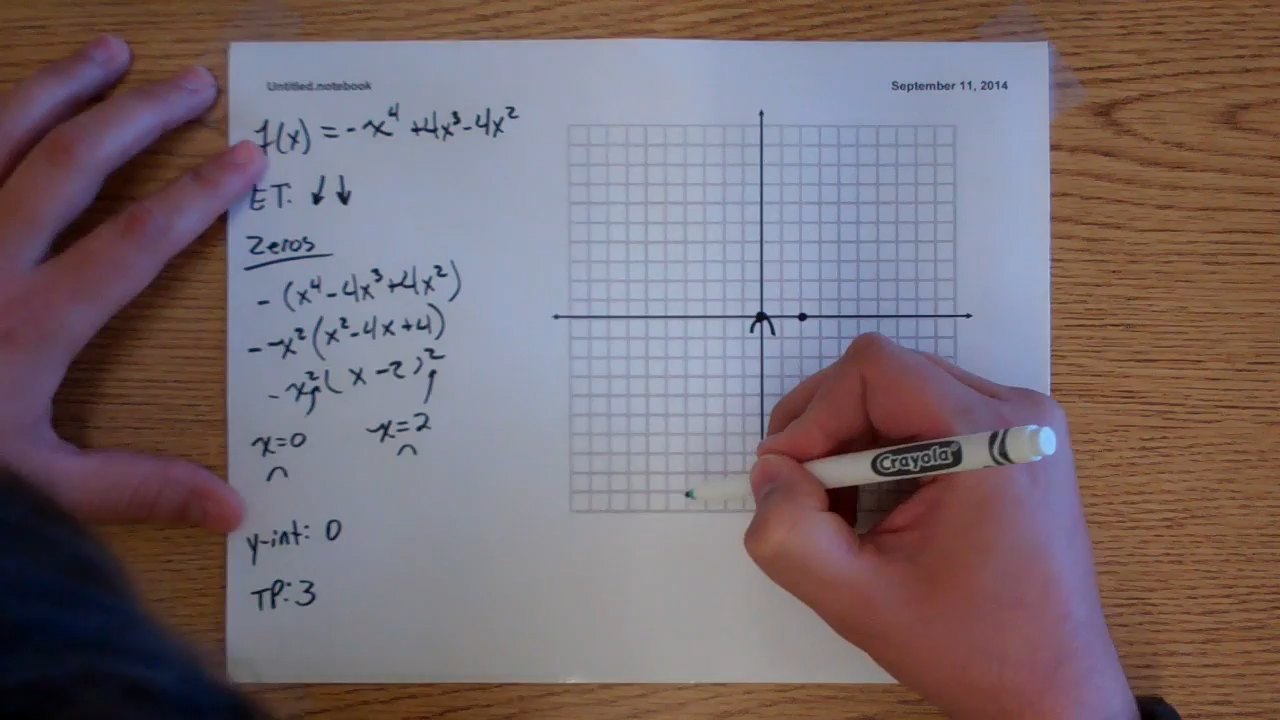 Untitled.notebook
September 11, 2014
f(x) = -x⁴ +4x³-4x²
ET: ↓↓
Zeros
- (x⁴-4x³+4x²)
--x²(x²-4x+4)
- x²(x-2)²
x=0 x=2
y-int: 0
TP: 3
Crayola